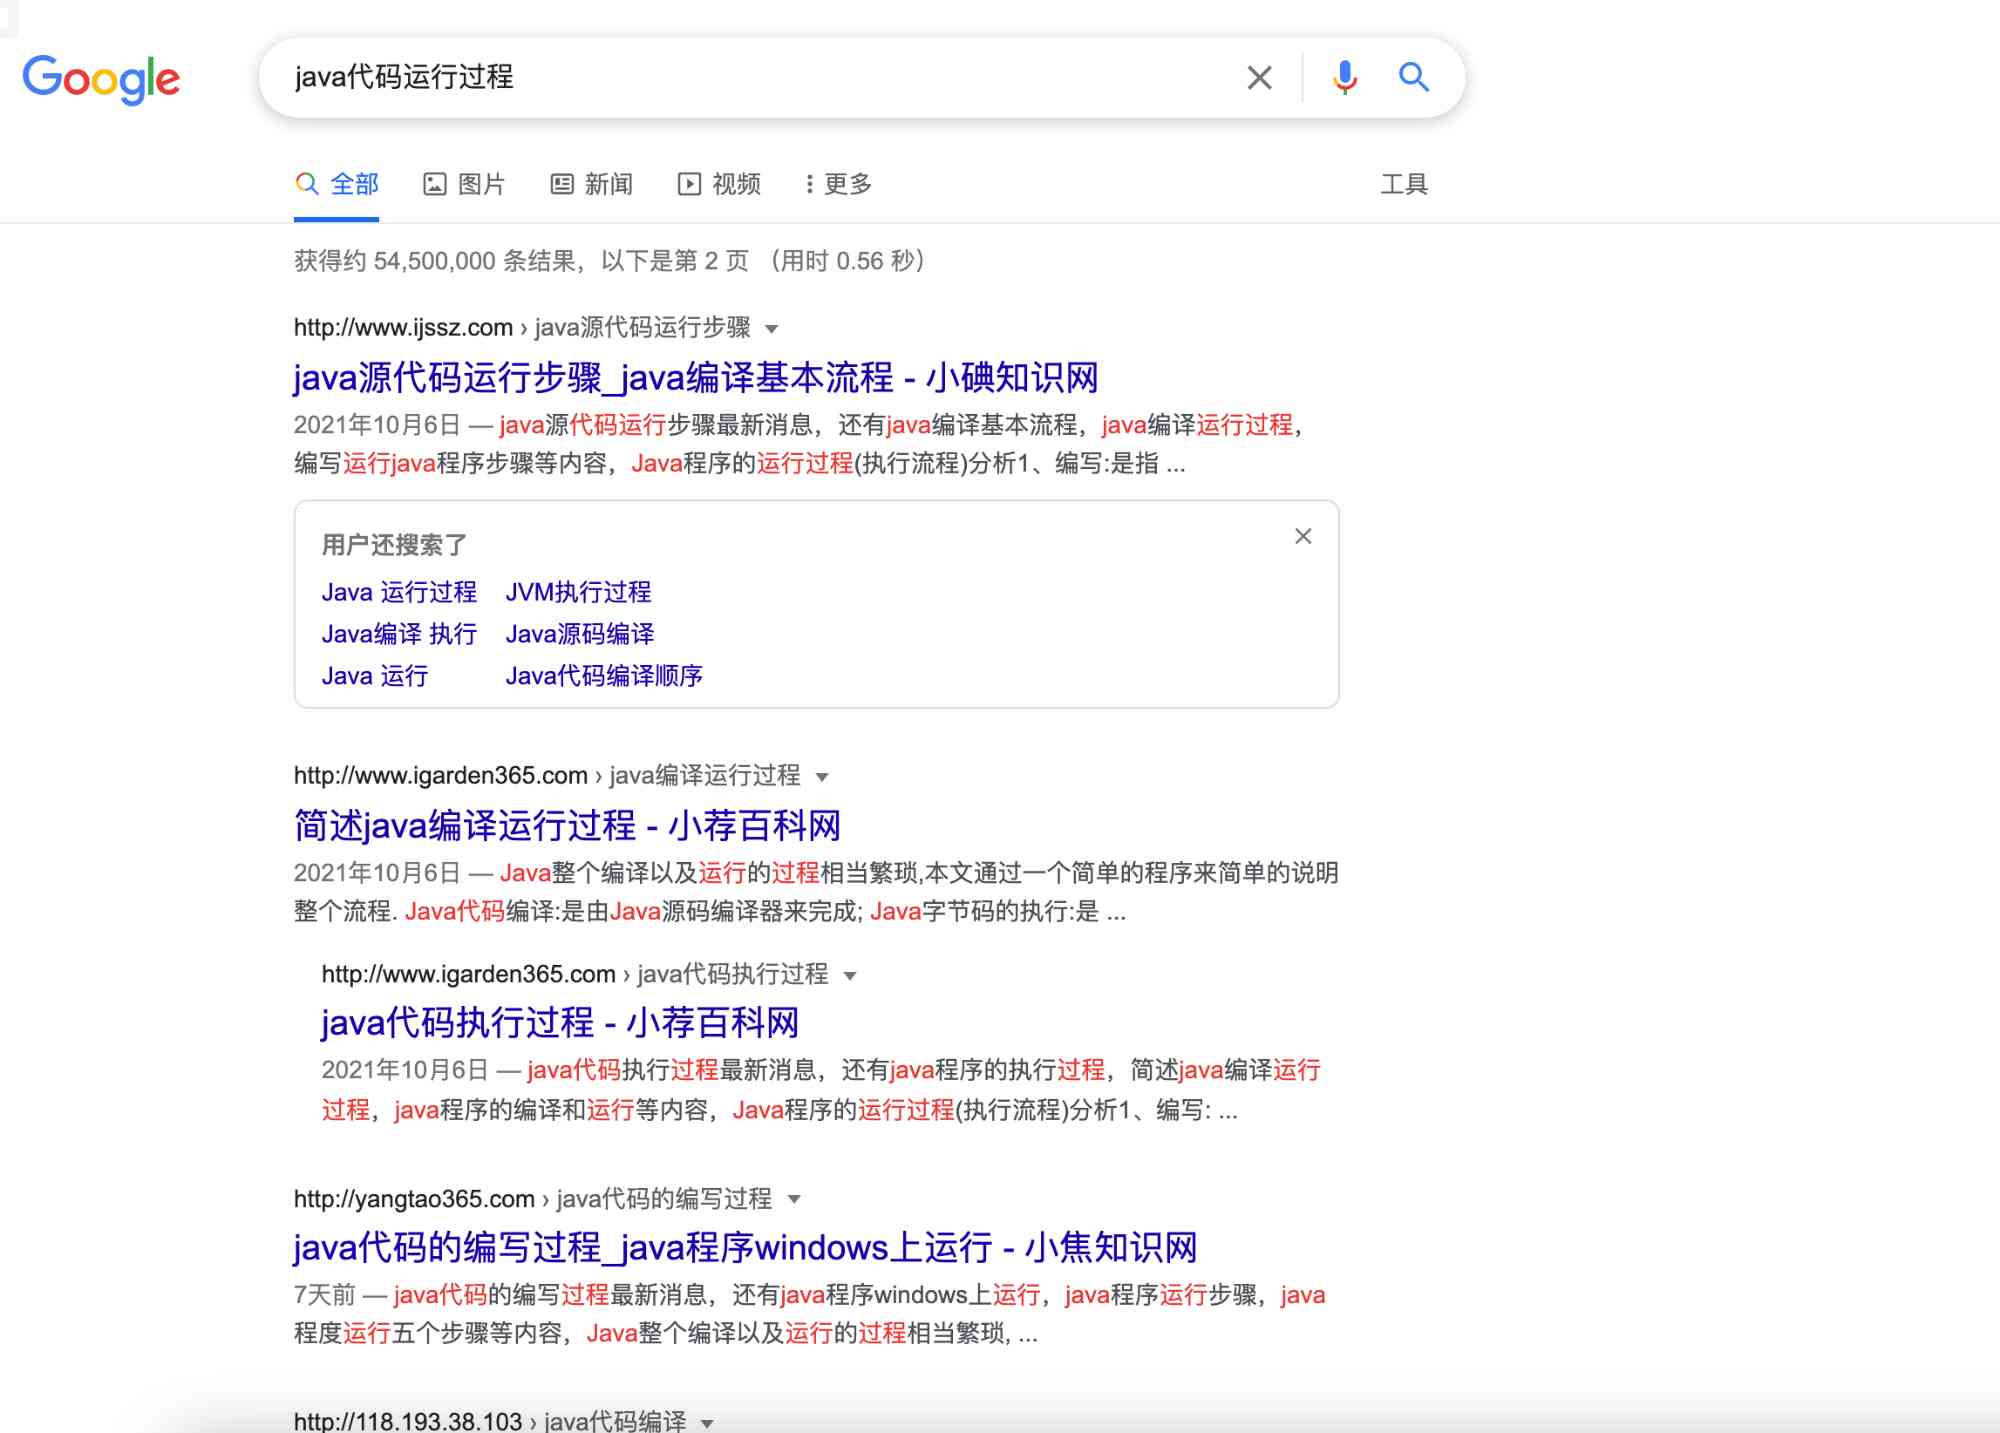 Google
java代码运行过程
全部 图片 新闻 视频 更多 工具
获得约 54,500,000 条结果，以下是第 2 页 （用时 0.56 秒）
http://www.ijssz.com › java源代码运行步骤
java源代码运行步骤_java编译基本流程 - 小碘知识网
2021年10月6日 — java源代码运行步骤最新消息，还有java编译基本流程，java编译运行过程，
编写运行java程序步骤等内容，Java程序的运行过程(执行流程)分析1、编写:是指 ...
用户还搜索了
Java 运行过程 JVM执行过程
Java编译 执行 Java源码编译
Java 运行 Java代码编译顺序
http://www.igarden365.com › java编译运行过程
简述java编译运行过程 - 小荐百科网
2021年10月6日 — Java整个编译以及运行的过程相当繁琐,本文通过一个简单的程序来简单的说明
整个流程. Java代码编译:是由Java源码编译器来完成; Java字节码的执行:是 ...
http://www.igarden365.com › java代码执行过程
java代码执行过程 - 小荐百科网
2021年10月6日 — java代码执行过程最新消息，还有java程序的执行过程，简述java编译运行
过程，java程序的编译和运行等内容，Java程序的运行过程(执行流程)分析1、编写: ...
http://yangtao365.com › java代码的编写过程
java代码的编写过程_java程序windows上运行 - 小焦知识网
7天前 — java代码的编写过程最新消息，还有java程序windows上运行，java程序运行步骤，java
程度运行五个步骤等内容，Java整个编译以及运行的过程相当繁琐, ...
http://118.193.38.103 › java代码编译